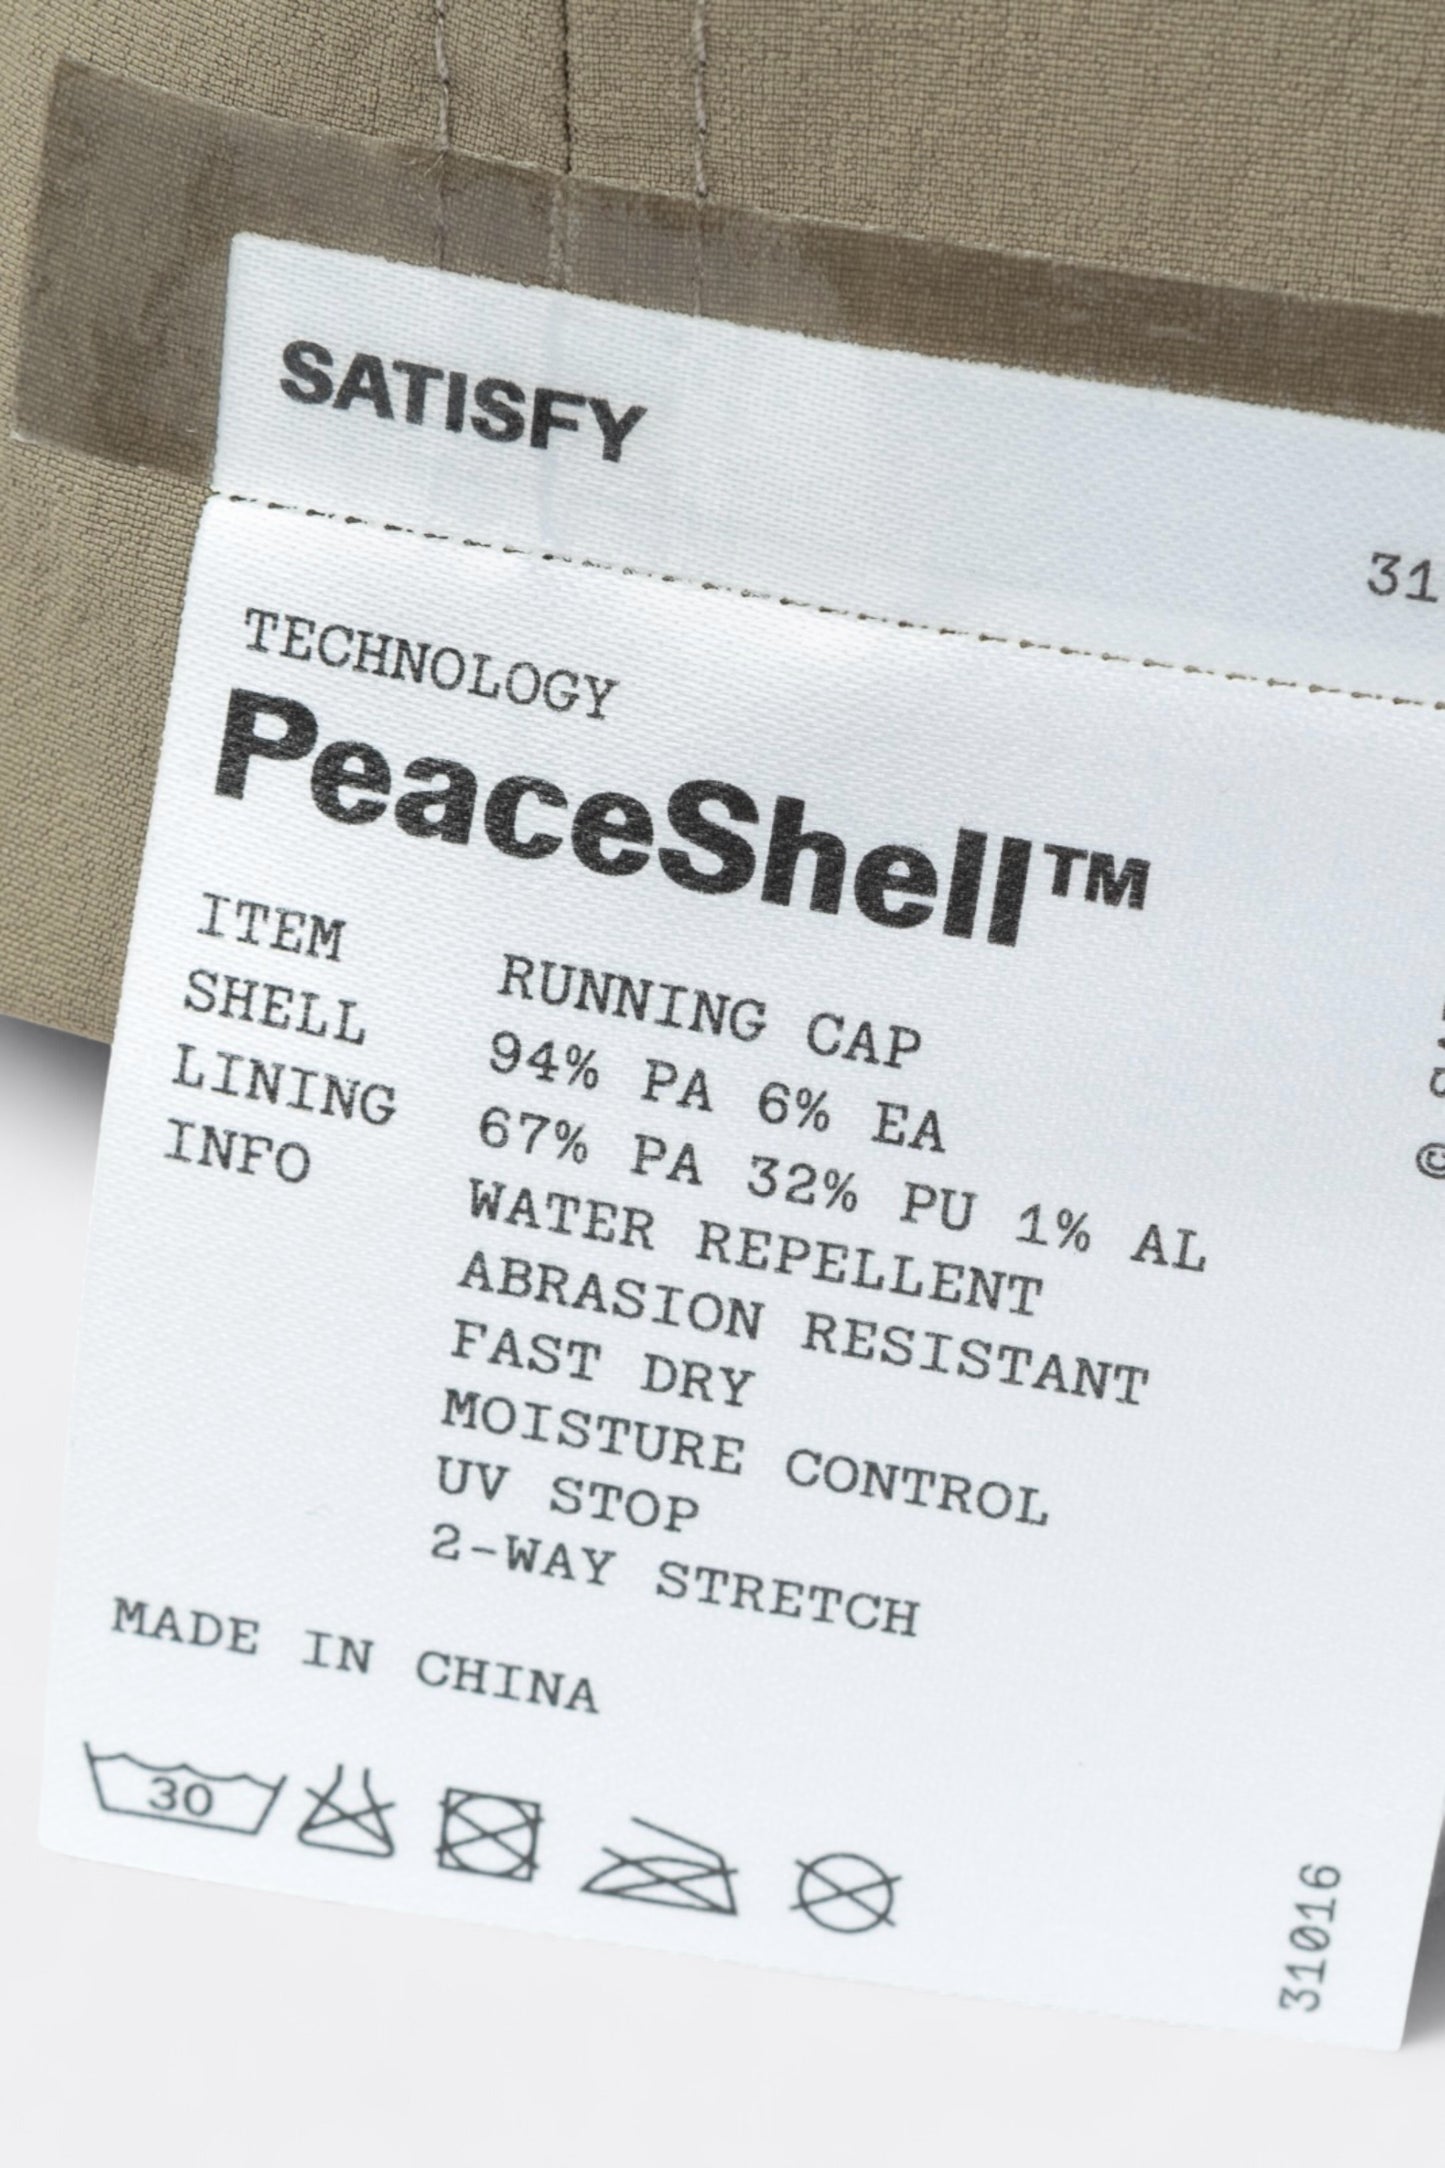 SATISFY
31
TECHNOLOGY
PeaceShell™
ITEM RUNNING CAP
SHELL 94% PA 6% EA
LINING 67% PA 32% PU 1% AL
INFO WATER REPELLENT
ABRASION RESISTANT
FAST DRY
MOISTURE CONTROL
UV STOP
2-WAY STRETCH
MADE IN CHINA
30
31016
©